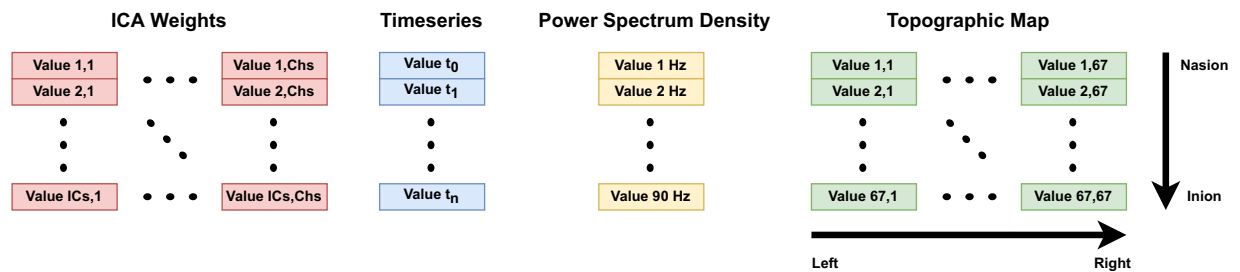 ICA Weights Timeseries Power Spectrum Density Topographic Map
Value 1,1 Value 1,Chs Value t0 Value 1 Hz Value 1,1 Value 1,67 Nasion
Value 2,1 Value 2,Chs Value t1 Value 2 Hz Value 2,1 Value 2,67
Value ICs,1 Value ICs,Chs Value tn Value 90 Hz Value 67,1 Value 67,67 Inion
Left Right